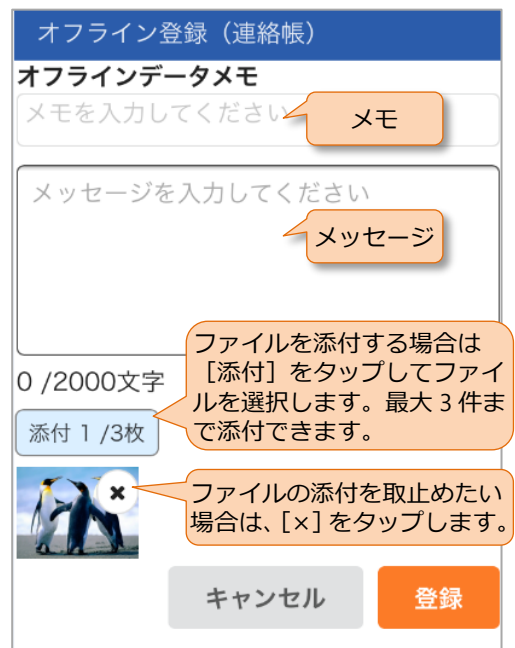 オフライン登録（連絡帳）
オフラインデータメモ
メモを入力してください
メモ
メッセージを入力してください
メッセージ
ファイルを添付する場合は
［添付］をタップしてファイ
ルを選択します。最大３件ま
で添付できます。
0 /2000文字
添付 1 /3枚
×
ファイルの添付を取止めたい
場合は、［×］をタップします。
キャンセル
登録